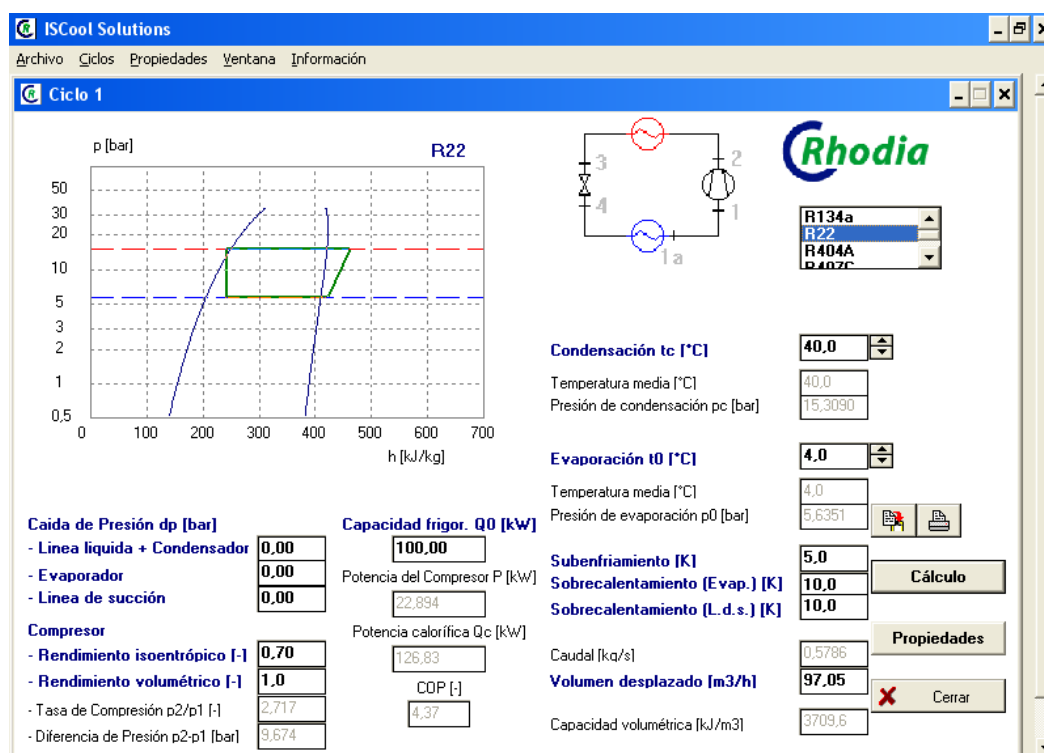 ISCool Solutions
Archivo Ciclos Propiedades Ventana Información
Ciclo 1
p [bar]
R22
50
30
20
10
5
3
2
1
0,5
0 100 200 300 400 500 600 700
h [kJ/kg]
3
2
4
1
1a
Rhodia
R134a
R22
R404A
R407C
Condensación tc [°C] 40,0
Temperatura media [°C] 40,0
Presión de condensación pc [bar] 15,3090
Evaporación t0 [°C] 4,0
Temperatura media [°C] 4,0
Presión de evaporación p0 [bar] 5,6351
Caida de Presión dp [bar]
- Linea liquida + Condensador 0,00
- Evaporador 0,00
- Linea de succión 0,00
Compresor
- Rendimiento isoentrópico [-] 0,70
- Rendimiento volumétrico [-] 1,0
- Tasa de Compresión p2/p1 [-] 2,717
- Diferencia de Presión p2-p1 [bar] 9,674
Capacidad frigor. Q0 [kW]
100,00
Potencia del Compresor P [kW]
22,894
Potencia calorífica Qc [kW]
126,83
COP [-]
4,37
Subenfriamiento [K] 5,0
Sobrecalentamiento (Evap.) [K] 10,0
Sobrecalentamiento (L.d.s.) [K] 10,0
Caudal [kg/s] 0,5786
Volumen desplazado [m3/h] 97,05
Capacidad volumétrica [kJ/m3] 3709,6
Cálculo
Propiedades
Cerrar